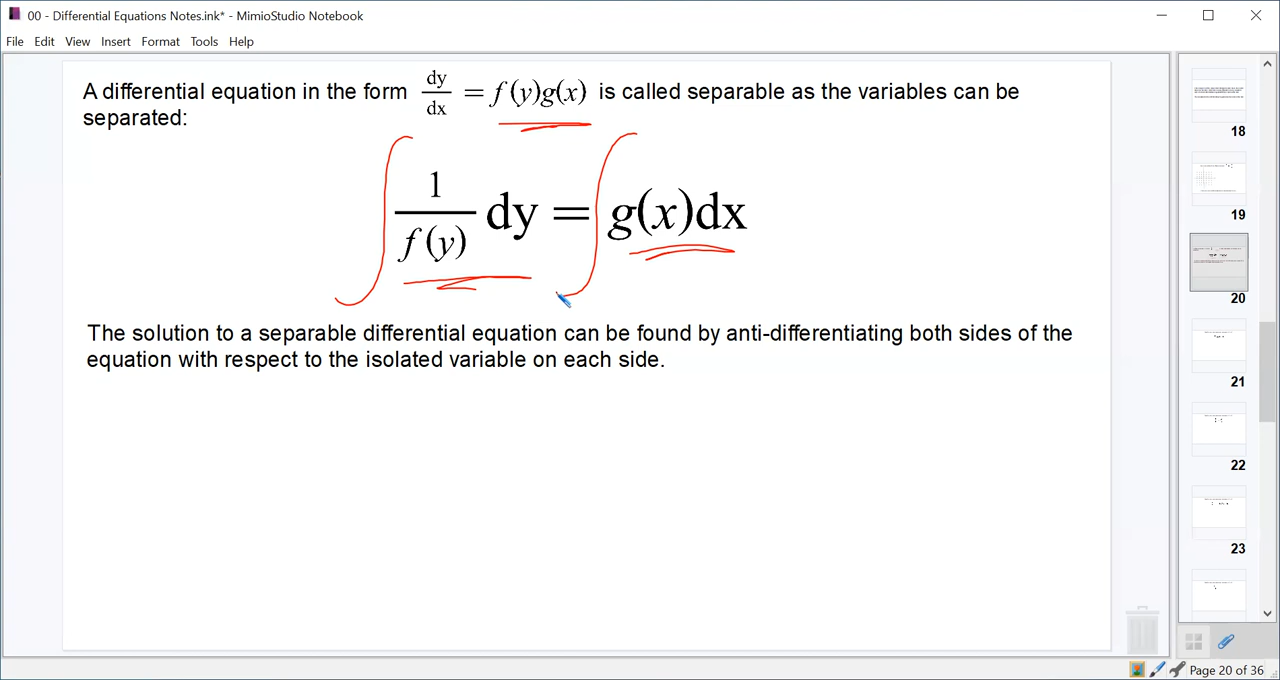 00 - Differential Equations Notes.ink* - MimioStudio Notebook
File Edit View Insert Format Tools Help
A differential equation in the form dy/dx = f(y)g(x) is called separable as the variables can be
separated:
∫ 1/f(y) dy = ∫ g(x)dx
The solution to a separable differential equation can be found by anti-differentiating both sides of the
equation with respect to the isolated variable on each side.
18
19
20
21
22
23
Page 20 of 36